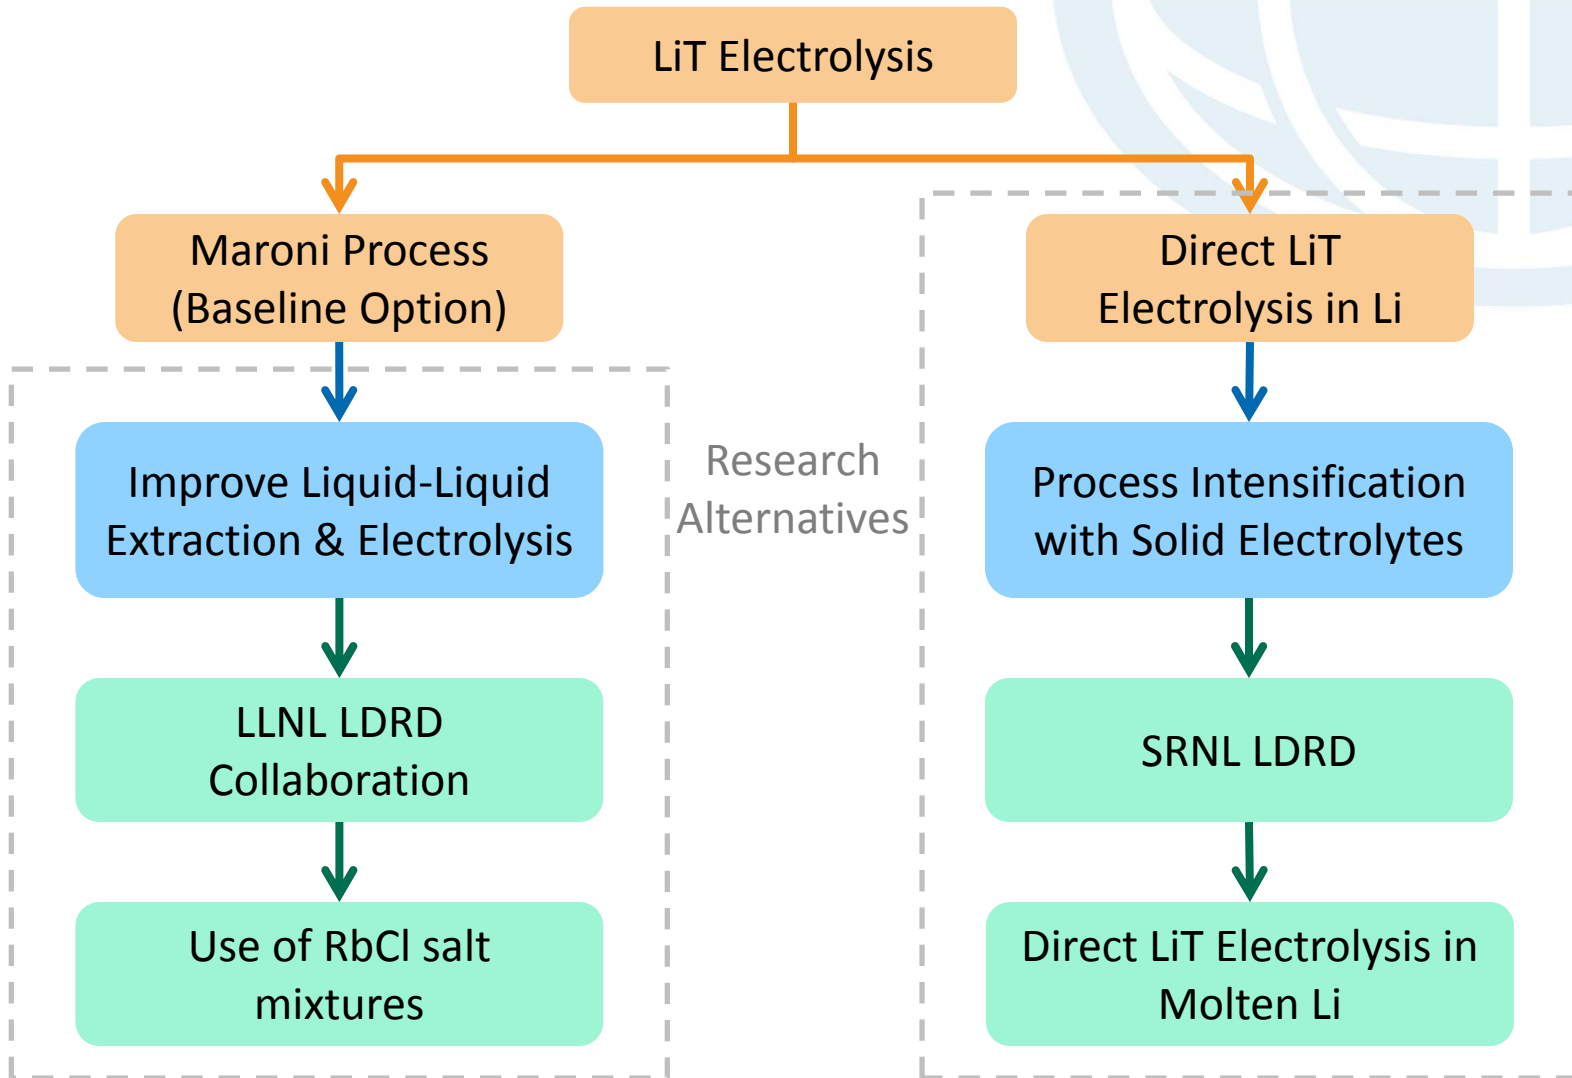 LiT Electrolysis
Maroni Process
(Baseline Option)
Direct LiT
Electrolysis in Li
Improve Liquid-Liquid
Extraction & Electrolysis
Research
Alternatives
Process Intensification
with Solid Electrolytes
LLNL LDRD
Collaboration
SRNL LDRD
Use of RbCl salt
mixtures
Direct LiT Electrolysis in
Molten Li